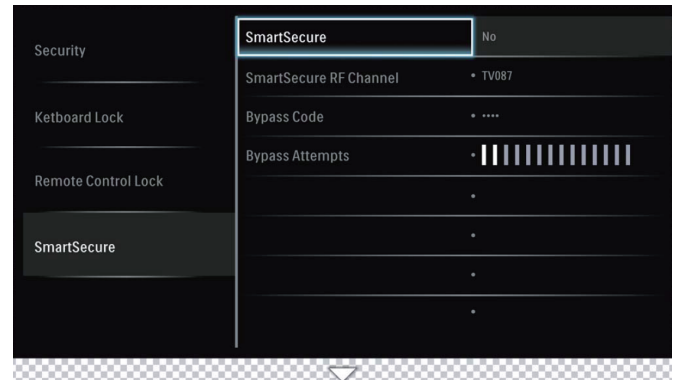 Security
Ketboard Lock
Remote Control Lock
SmartSecure
SmartSecure No
SmartSecure RF Channel • TV087
Bypass Code • ····
Bypass Attempts •
•
•
•
•